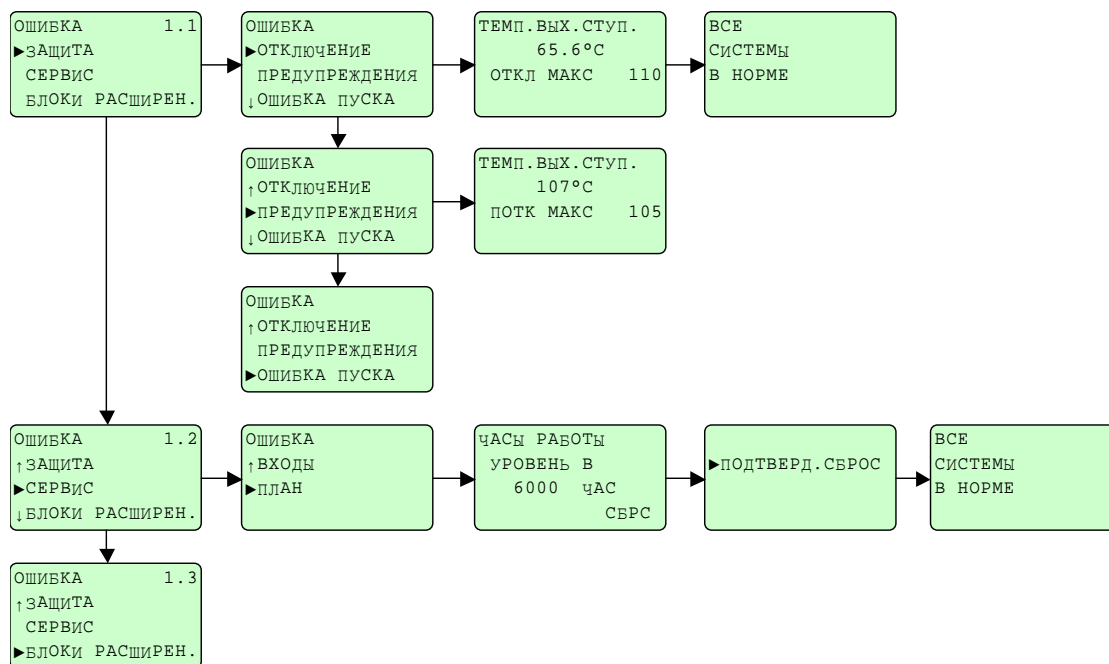 ОШИБКА 1.1
►ЗАЩИТА
СЕРВИС
БЛОКИ РАСШИРЕН.
ОШИБКА
►ОТКЛЮЧЕНИЕ
ПРЕДУПРЕЖДЕНИЯ
↓ОШИБКА ПУСКА
ТЕМП.ВЫХ.СТУП.
65.6°C
ОТКЛ МАКС 110
ВСЕ
СИСТЕМЫ
В НОРМЕ
ОШИБКА
↑ОТКЛЮЧЕНИЕ
►ПРЕДУПРЕЖДЕНИЯ
↓ОШИБКА ПУСКА
ТЕМП.ВЫХ.СТУП.
107°C
ПОТК МАКС 105
ОШИБКА
↑ОТКЛЮЧЕНИЕ
ПРЕДУПРЕЖДЕНИЯ
►ОШИБКА ПУСКА
ОШИБКА 1.2
↑ЗАЩИТА
►СЕРВИС
↓БЛОКИ РАСШИРЕН.
ОШИБКА
↑ВХОДЫ
►ПЛАН
ЧАСЫ РАБОТЫ
УРОВЕНЬ В
6000 ЧАС
СБРС
►ПОДТВЕРД.СБРОС
ВСЕ
СИСТЕМЫ
В НОРМЕ
ОШИБКА 1.3
↑ЗАЩИТА
СЕРВИС
►БЛОКИ РАСШИРЕН.